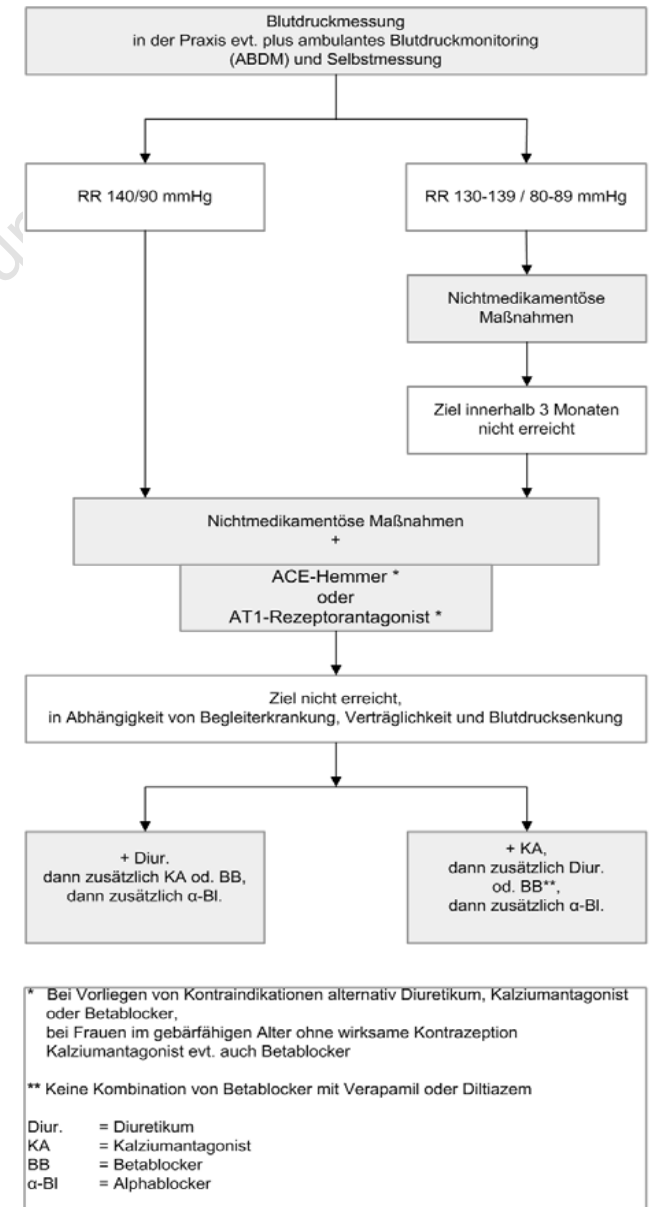 Blutdruckmessung
in der Praxis evt. plus ambulantes Blutdruckmonitoring
(ABDM) und Selbstmessung
RR 140/90 mmHg
RR 130-139 / 80-89 mmHg
Nichtmedikamentöse
Maßnahmen
Ziel innerhalb 3 Monaten
nicht erreicht
Nichtmedikamentöse Maßnahmen
+
ACE-Hemmer *
oder
AT1-Rezeptorantagonist *
Ziel nicht erreicht,
in Abhängigkeit von Begleiterkrankung, Verträglichkeit und Blutdrucksenkung
+ Diur.
dann zusätzlich KA od. BB,
dann zusätzlich α-Bl.
+ KA,
dann zusätzlich Diur.
od. BB**,
dann zusätzlich α-Bl.
* Bei Vorliegen von Kontraindikationen alternativ Diuretikum, Kalziumantagonist
oder Betablocker,
bei Frauen im gebärfähigen Alter ohne wirksame Kontrazeption
Kalziumantagonist evt. auch Betablocker
** Keine Kombination von Betablocker mit Verapamil oder Diltiazem
Diur. = Diuretikum
KA = Kalziumantagonist
BB = Betablocker
α-Bl = Alphablocker